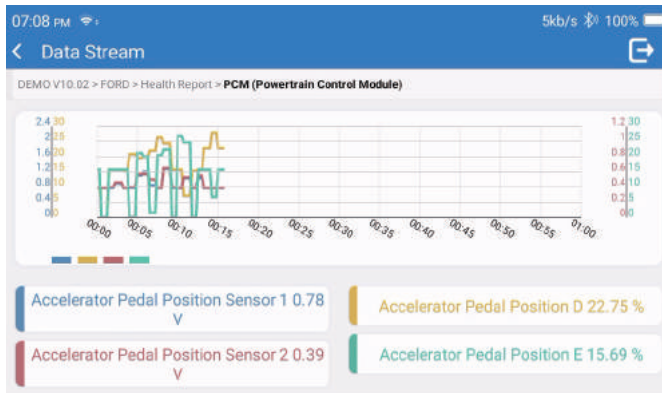 07:08 PM 5kb/s 100%
Data Stream
DEMO V10.02 > FORD > Health Report > PCM (Powertrain Control Module)
2.4 30 1.2 30
2 25 1 25
1.6 20 0.8 20
1.2 15 0.6 15
0.8 10 0.4 10
0.4 5 0.2 5
0 0 0 0
00:00 00:05 00:10 00:15 00:20 00:25 00:30 00:35 00:40 00:45 00:50 00:55 01:00
Accelerator Pedal Position Sensor 1 0.78
V
Accelerator Pedal Position D 22.75 %
Accelerator Pedal Position Sensor 2 0.39
V
Accelerator Pedal Position E 15.69 %